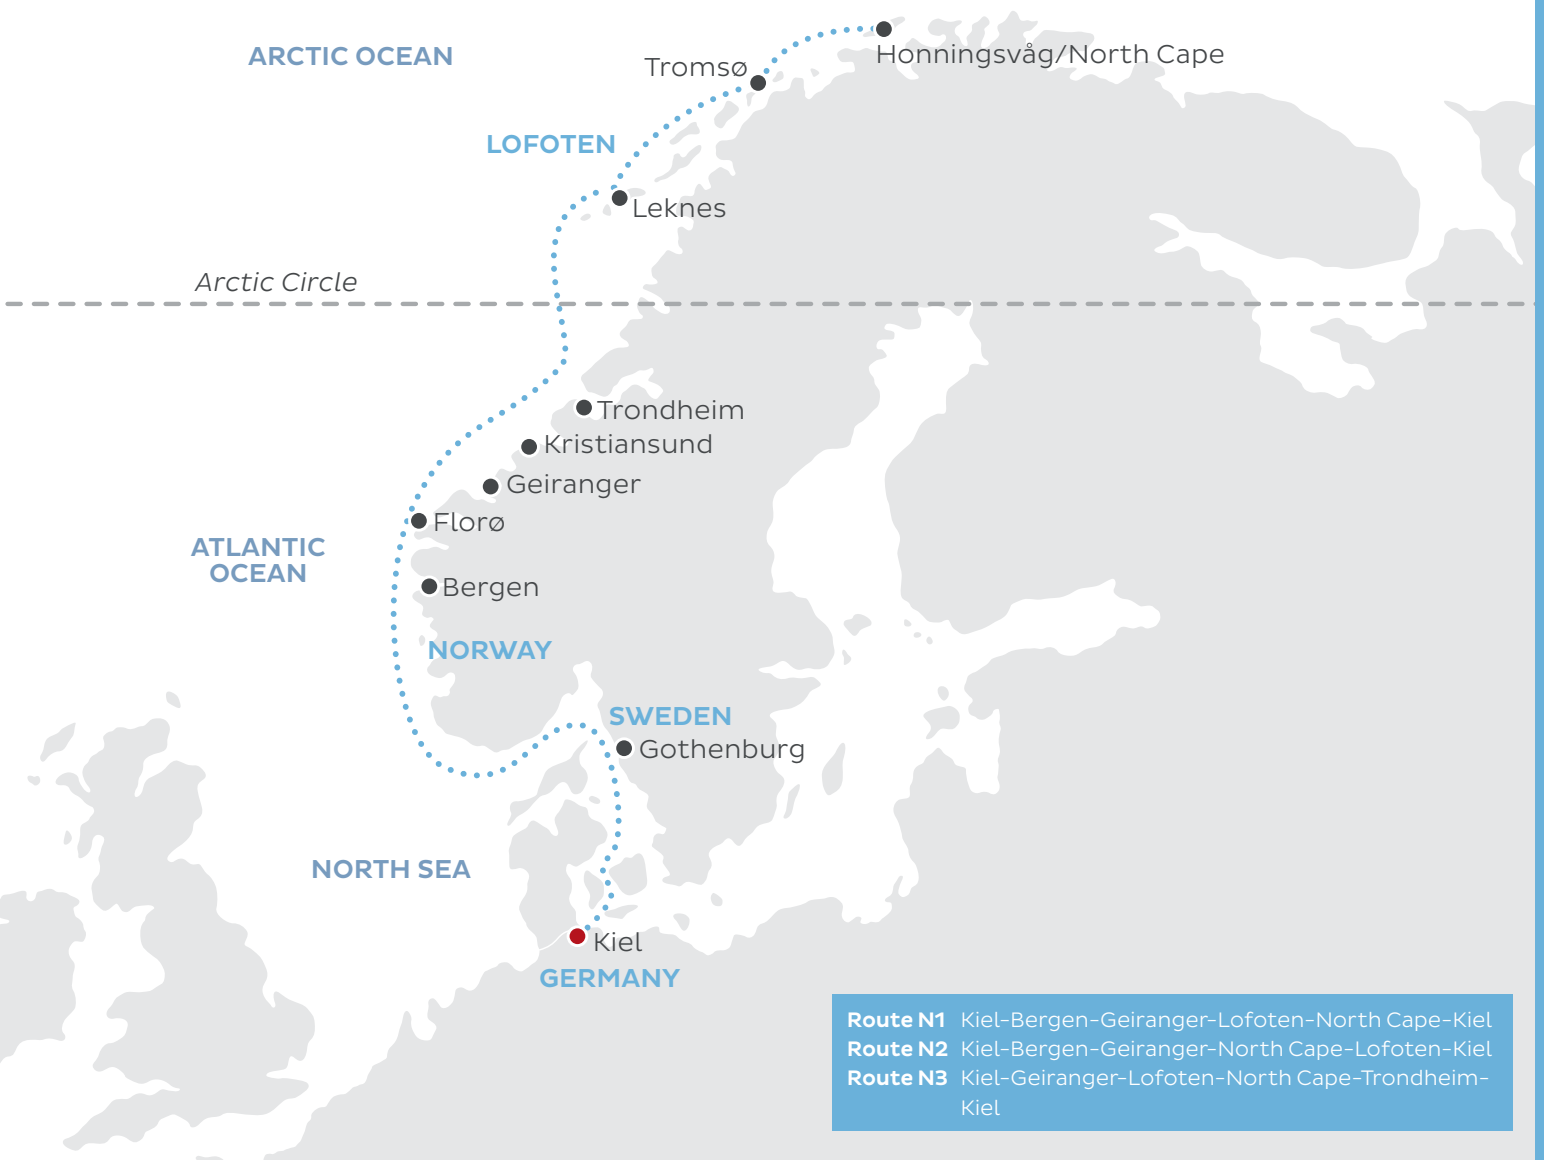 ARCTIC OCEAN
Honningsvåg/North Cape
Tromsø
LOFOTEN
Leknes
Arctic Circle
Trondheim
Kristiansund
Geiranger
Florø
ATLANTIC
OCEAN
Bergen
NORWAY
SWEDEN
Gothenburg
NORTH SEA
Kiel
GERMANY
Route N1 Kiel-Bergen-Geiranger-Lofoten-North Cape-Kiel
Route N2 Kiel-Bergen-Geiranger-North Cape-Lofoten-Kiel
Route N3 Kiel-Geiranger-Lofoten-North Cape-Trondheim-
Kiel